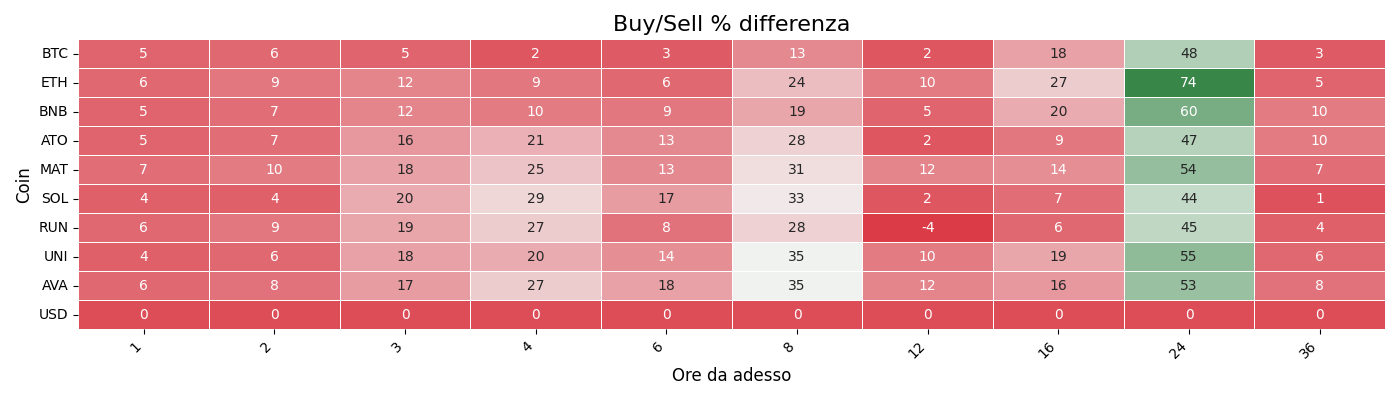 Buy/Sell % differenza
Coin
BTC 5 6 5 2 3 13 2 18 48 3
ETH 6 9 12 9 6 24 10 27 74 5
BNB 5 7 12 10 9 19 5 20 60 10
ATO 5 7 16 21 13 28 2 9 47 10
MAT 7 10 18 25 13 31 12 14 54 7
SOL 4 4 20 29 17 33 2 7 44 1
RUN 6 9 19 27 8 28 -4 6 45 4
UNI 4 6 18 20 14 35 10 19 55 6
AVA 6 8 17 27 18 35 12 16 53 8
USD 0 0 0 0 0 0 0 0 0 0
1 2 3 4 6 8 12 16 24 36
Ore da adesso